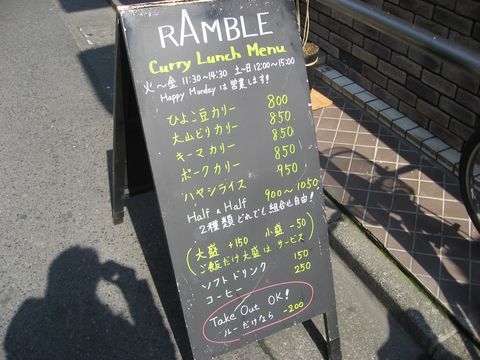 RAMBLE
Curry Lunch Menu
火〜金 11:30〜14:30 土〜日 12:00〜15:00
Happy Mondayは営業します!
ひよこ豆カリー 800
大山どりカリー 850
キーマカリー 850
ポークカリー 850
ハヤシライス 950
Half & Half 900〜1050
2種類どれでも組合せ自由!
大盛 +150 小盛 -50
ご飯だけ大盛はサービス
ソフトドリンク 150
コーヒー 250
Take Out OK!
ルーだけなら -200